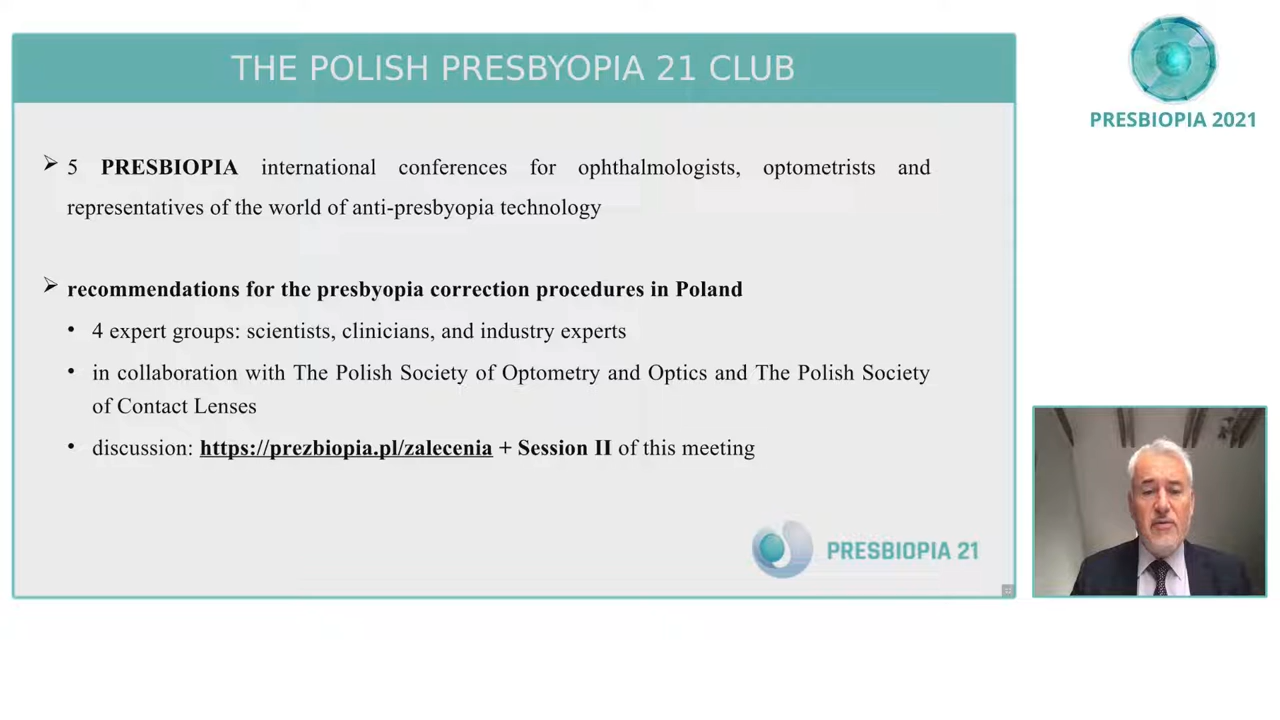 THE POLISH PRESBYOPIA 21 CLUB
PRESBIOPIA 2021
➢ 5 PRESBIOPIA international conferences for ophthalmologists, optometrists and
representatives of the world of anti-presbyopia technology
➢ recommendations for the presbyopia correction procedures in Poland
• 4 expert groups: scientists, clinicians, and industry experts
• in collaboration with The Polish Society of Optometry and Optics and The Polish Society
of Contact Lenses
• discussion: https://prezbiopia.pl/zalecenia + Session II of this meeting
PRESBIOPIA 21